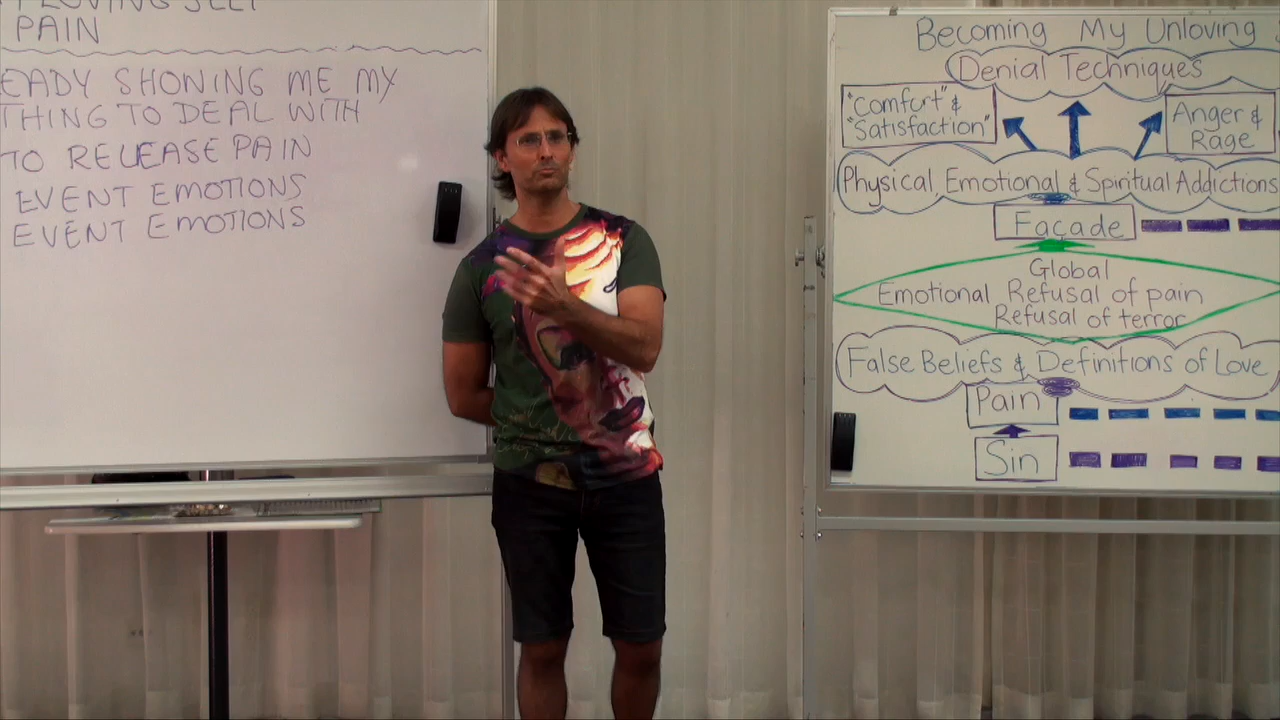 PAIN
EADY SHOWING ME MY
THING TO DEAL WITH
TO RELEASE PAIN
EVENT EMOTIONS
EVENT EMOTIONS
Becoming My Unloving
Denial Techniques
"Comfort" &
"Satisfaction"
Anger &
Rage
Physical, Emotional & Spiritual Addictions
Façade
Global
Emotional Refusal of pain
Refusal of terror
False Beliefs & Definitions of Love
Pain
Sin